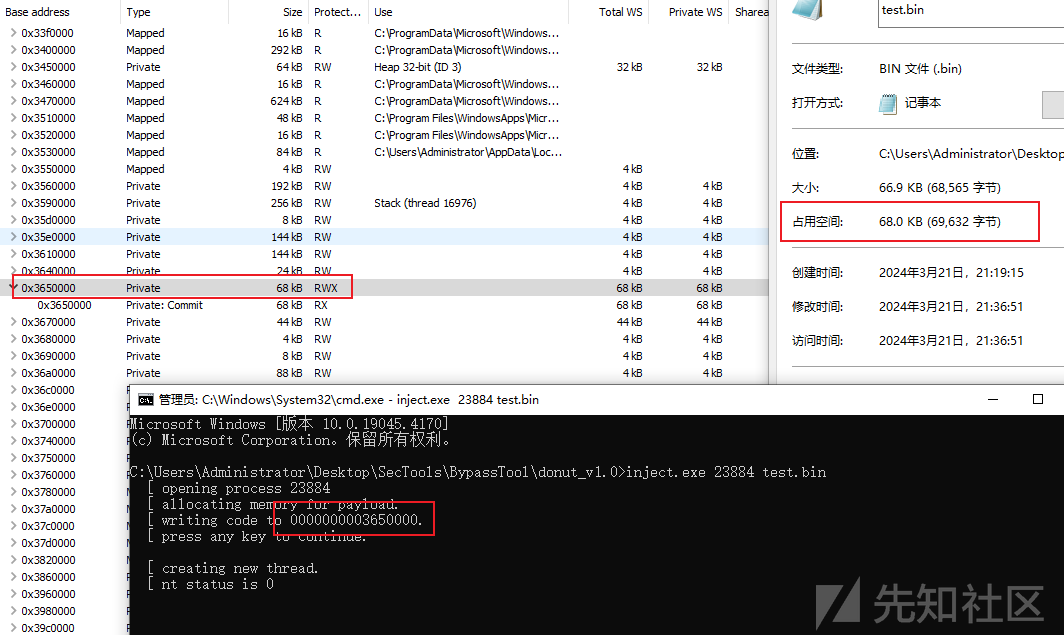 Base address Type Size Protect... Use Total WS Private WS Sharea
0x33f0000 Mapped 16 kB R C:\ProgramData\Microsoft\Windows...
0x3400000 Mapped 292 kB R C:\ProgramData\Microsoft\Windows...
0x3450000 Private 64 kB RW Heap 32-bit (ID 3) 32 kB 32 kB
0x3460000 Mapped 16 kB R C:\ProgramData\Microsoft\Windows...
0x3470000 Mapped 624 kB R C:\ProgramData\Microsoft\Windows...
0x3510000 Mapped 48 kB R C:\Program Files\WindowsApps\Micr...
0x3520000 Mapped 16 kB R C:\Program Files\WindowsApps\Micr...
0x3530000 Mapped 84 kB R C:\Users\Administrator\AppData\Loc...
0x3550000 Mapped 4 kB RW 4 kB
0x3560000 Private 192 kB RW 4 kB 4 kB
0x3590000 Private 256 kB RW Stack (thread 16976) 4 kB 4 kB
0x35d0000 Private 8 kB RW 4 kB 4 kB
0x35e0000 Private 144 kB RW 4 kB 4 kB
0x3610000 Private 144 kB RW 4 kB 4 kB
0x3640000 Private 24 kB RW 4 kB 4 kB
0x3650000 Private 68 kB RWX 68 kB 68 kB
0x3650000 Private: Commit 68 kB RX 68 kB 68 kB
0x3670000 Private 44 kB RW 44 kB 44 kB
0x3680000 Private 4 kB RW 4 kB 4 kB
0x3690000 Private 8 kB RW 4 kB 4 kB
0x36a0000 Private 88 kB RW 4 kB 4 kB
0x36c0000
0x36e0000
0x3700000
0x3740000
0x3750000
0x3760000
0x3780000
0x37a0000
0x37c0000
0x37d0000
0x3820000
0x3860000
0x3960000
0x3980000
0x39c0000
test.bin
文件类型: BIN 文件 (.bin)
打开方式: 记事本
位置: C:\Users\Administrator\Desktop
大小: 66.9 KB (68,565 字节)
占用空间: 68.0 KB (69,632 字节)
创建时间: 2024年3月21日，21:19:15
修改时间: 2024年3月21日，21:36:51
访问时间: 2024年3月21日，21:36:51
管理员: C:\Windows\System32\cmd.exe - inject.exe 23884 test.bin
Microsoft Windows [版本 10.0.19045.4170]
(c) Microsoft Corporation。保留所有权利。
C:\Users\Administrator\Desktop\SecTools\BypassTool\donut_v1.0>inject.exe 23884 test.bin
[ opening process 23884
[ allocating memory for payload.
[ writing code to 0000000003650000.
[ press any key to continue.
[ creating new thread.
[ nt status is 0
先知社区